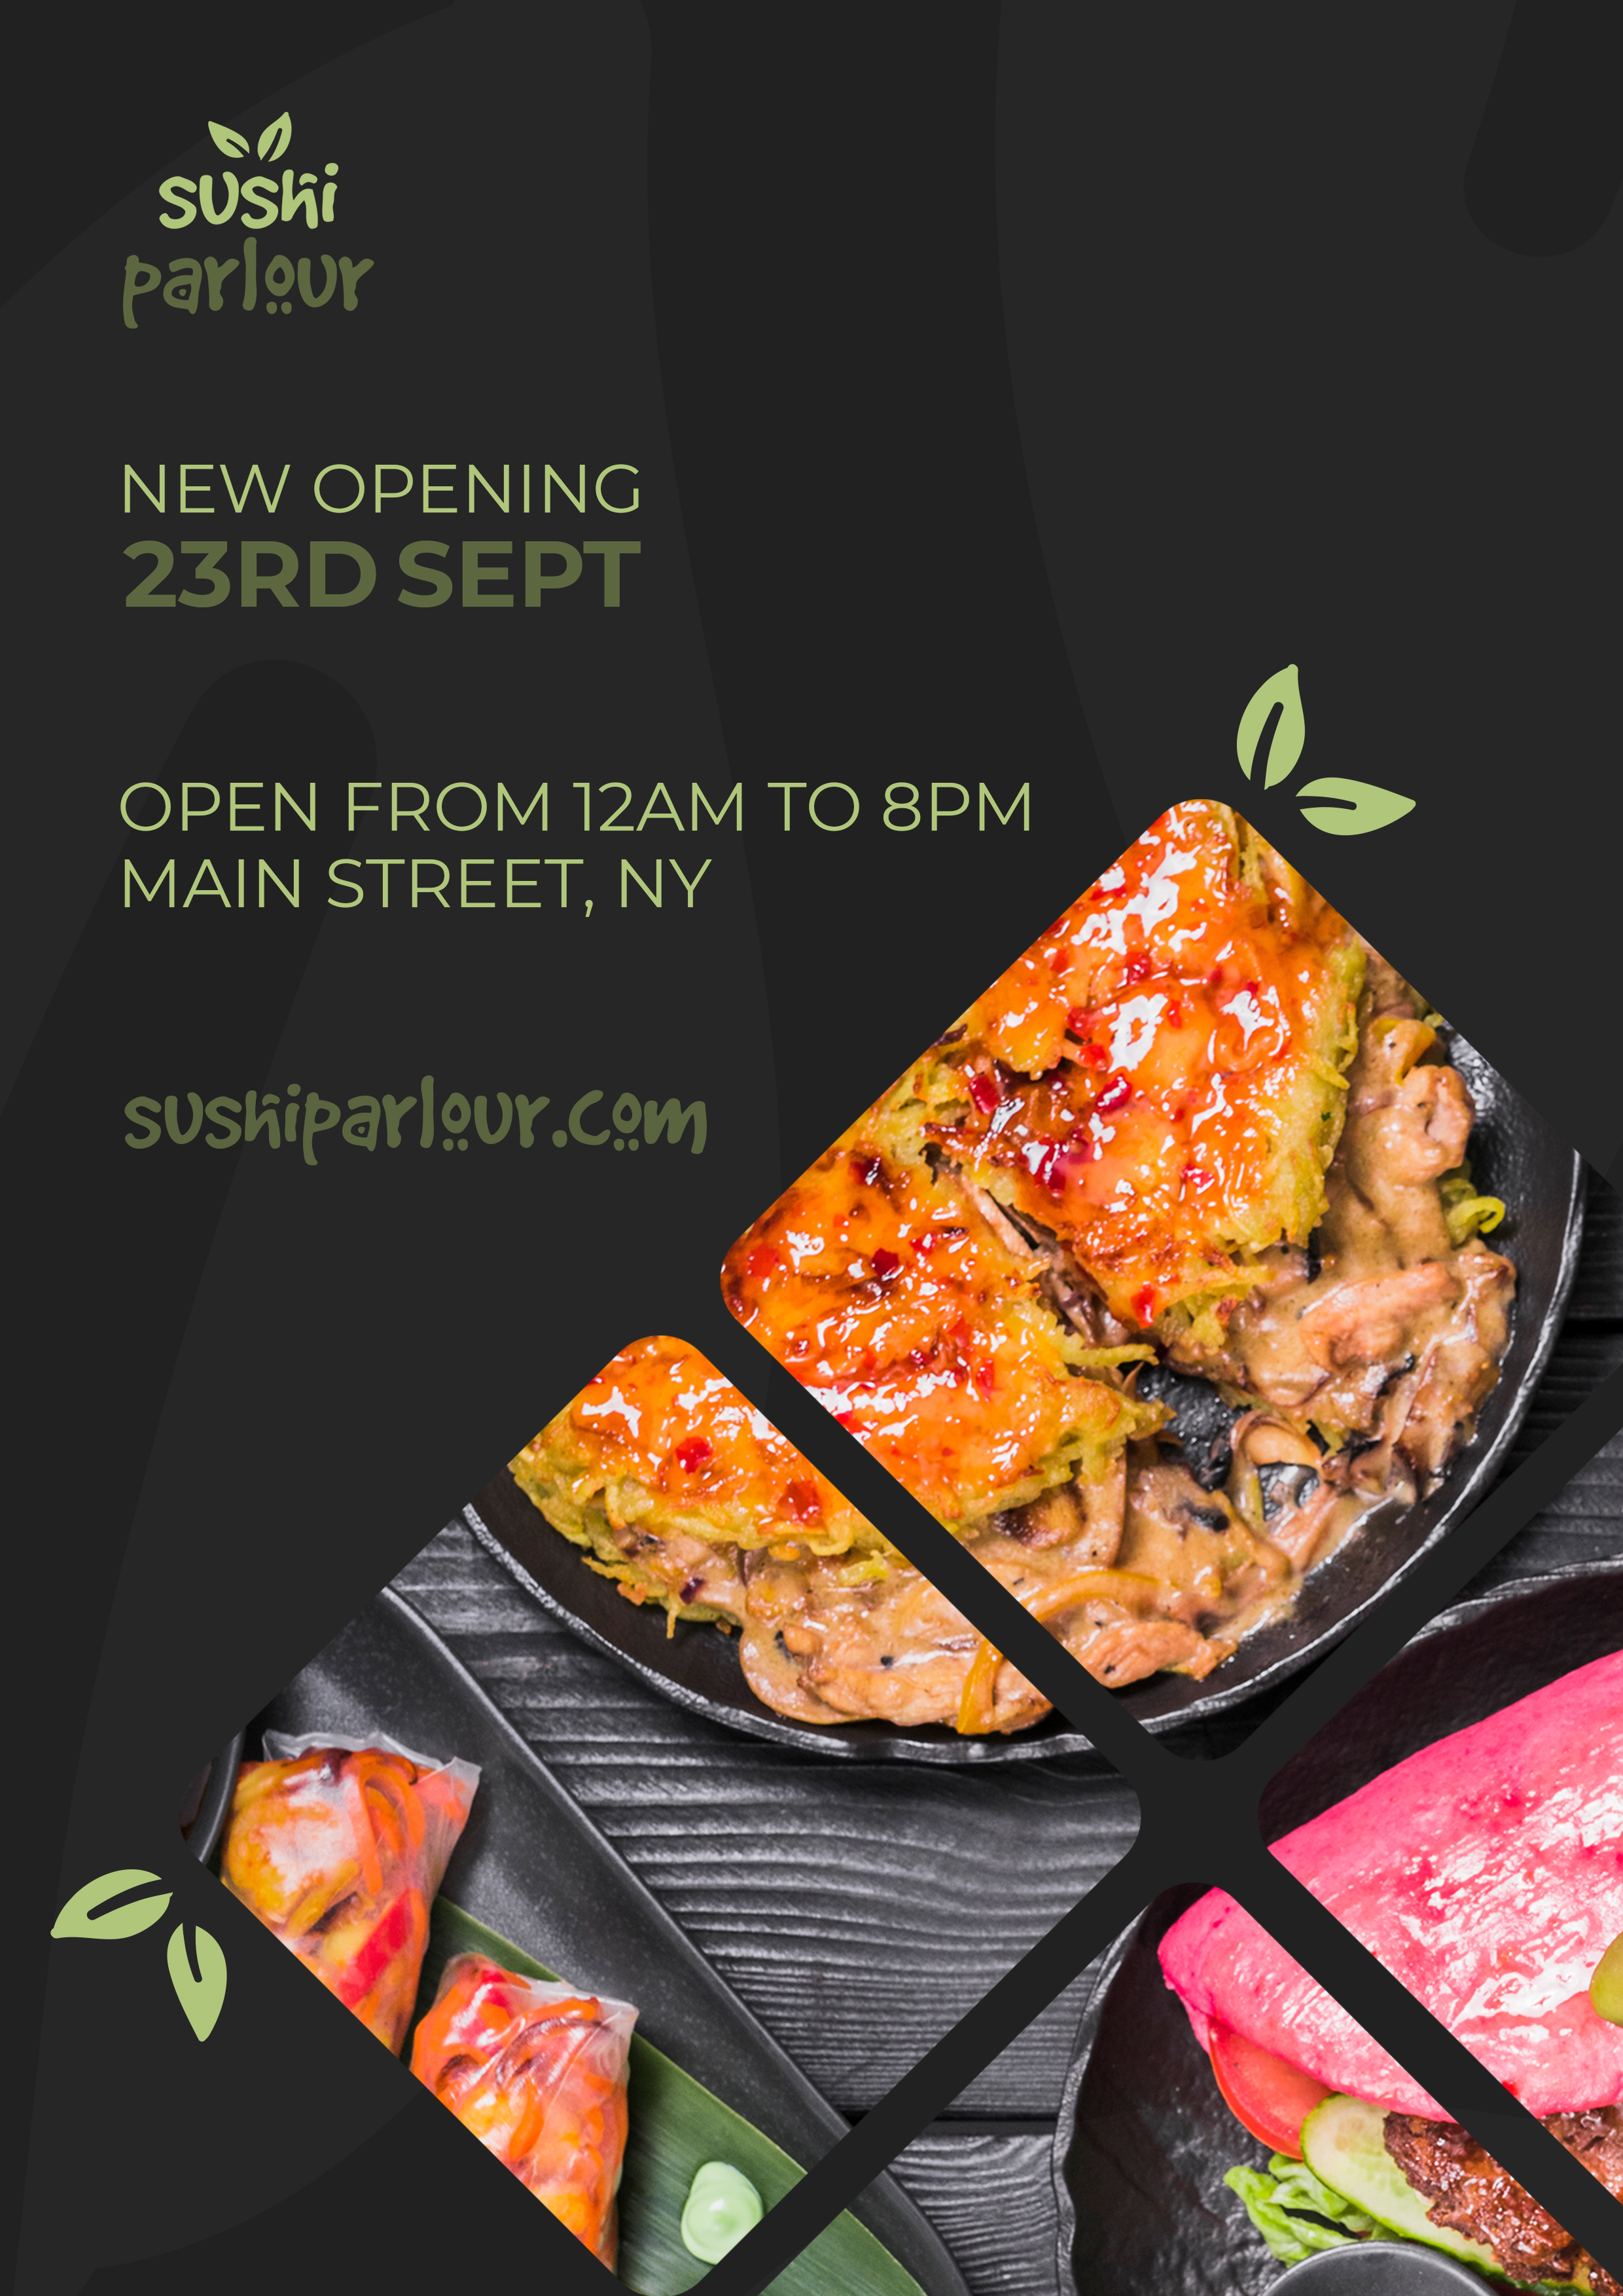 sushi
parlour
NEW OPENING
23RD SEPT
OPEN FROM 12AM TO 8PM
MAIN STREET, NY
sushiparlour.com